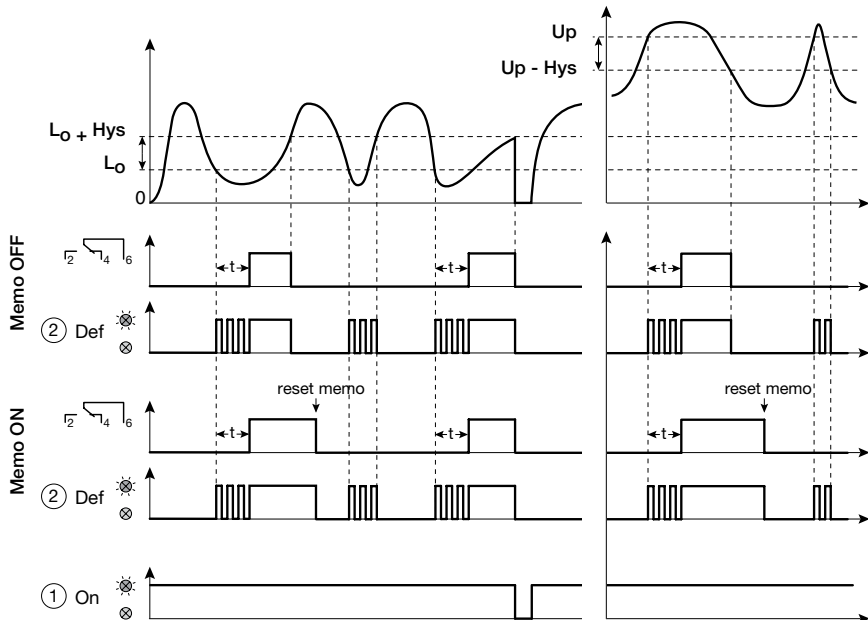 Up
Up - Hys
Lo + Hys
Lo
0
Memo OFF
2 4 6
t t t
2 Def
reset memo reset memo
Memo ON
2 4 6
t t t
2 Def
1 On